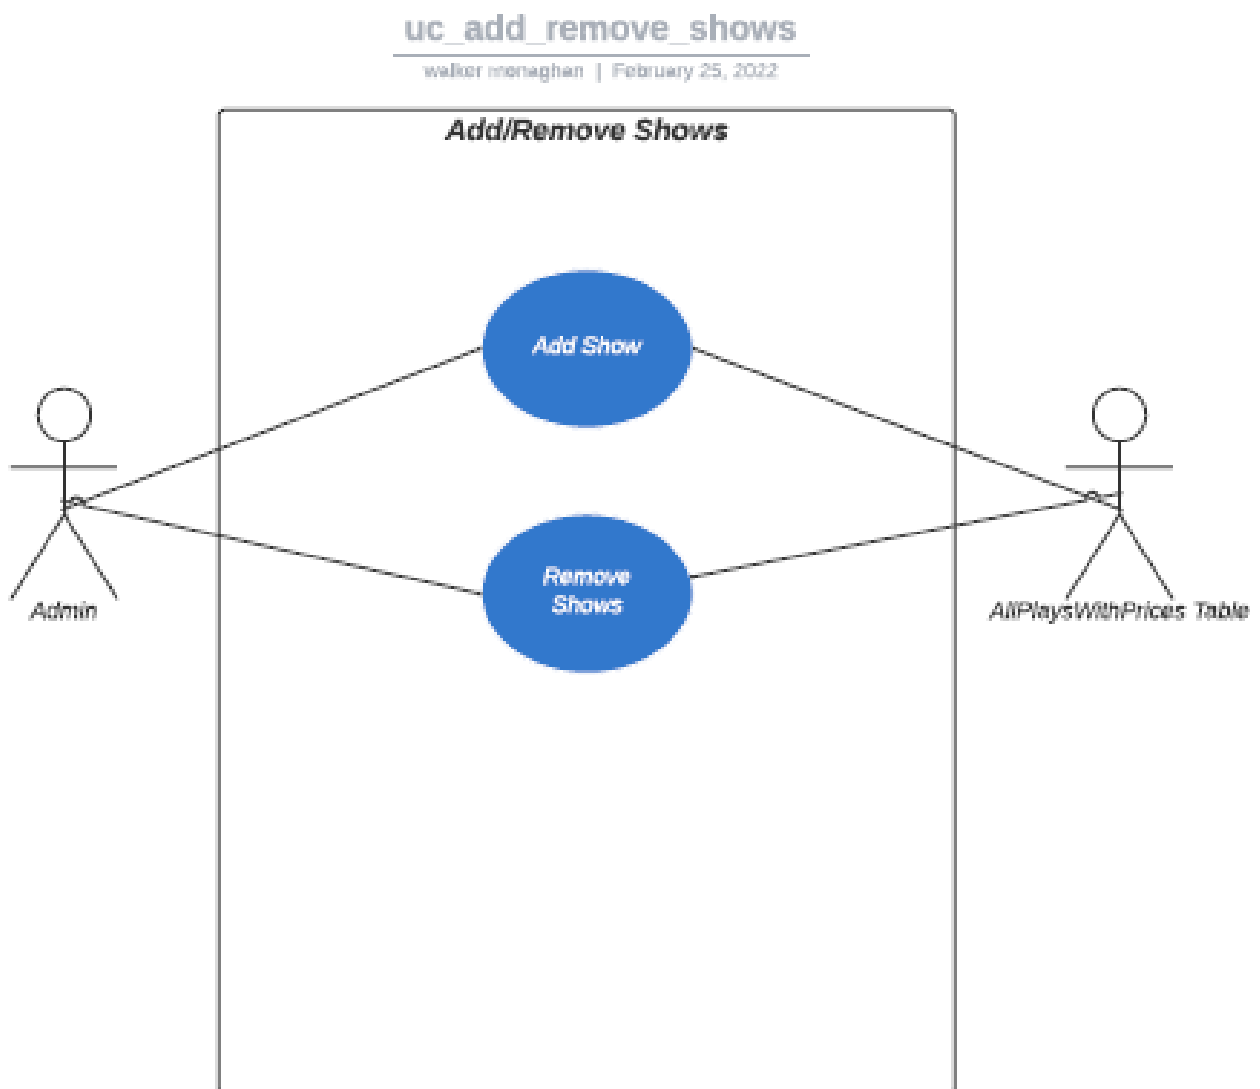 uc_add_remove_shows
walker monaghan | February 25, 2022
Add/Remove Shows
Add Show
Remove
Shows
Admin
AllPlaysWithPrices Table